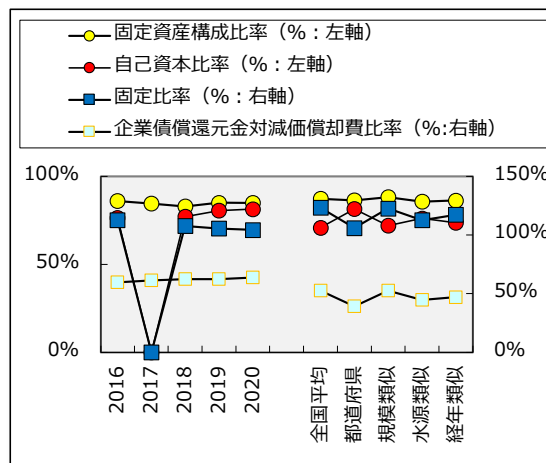 固定資産構成比率（%：左軸）
自己資本比率（%：左軸）
固定比率（%：右軸）
企業債償還元金対減価償却費比率（%:右軸）
100%
50%
0%
150%
100%
50%
0%
2016
2017
2018
2019
2020
全国平均
都道府県
規模類似
水源類似
経年類似